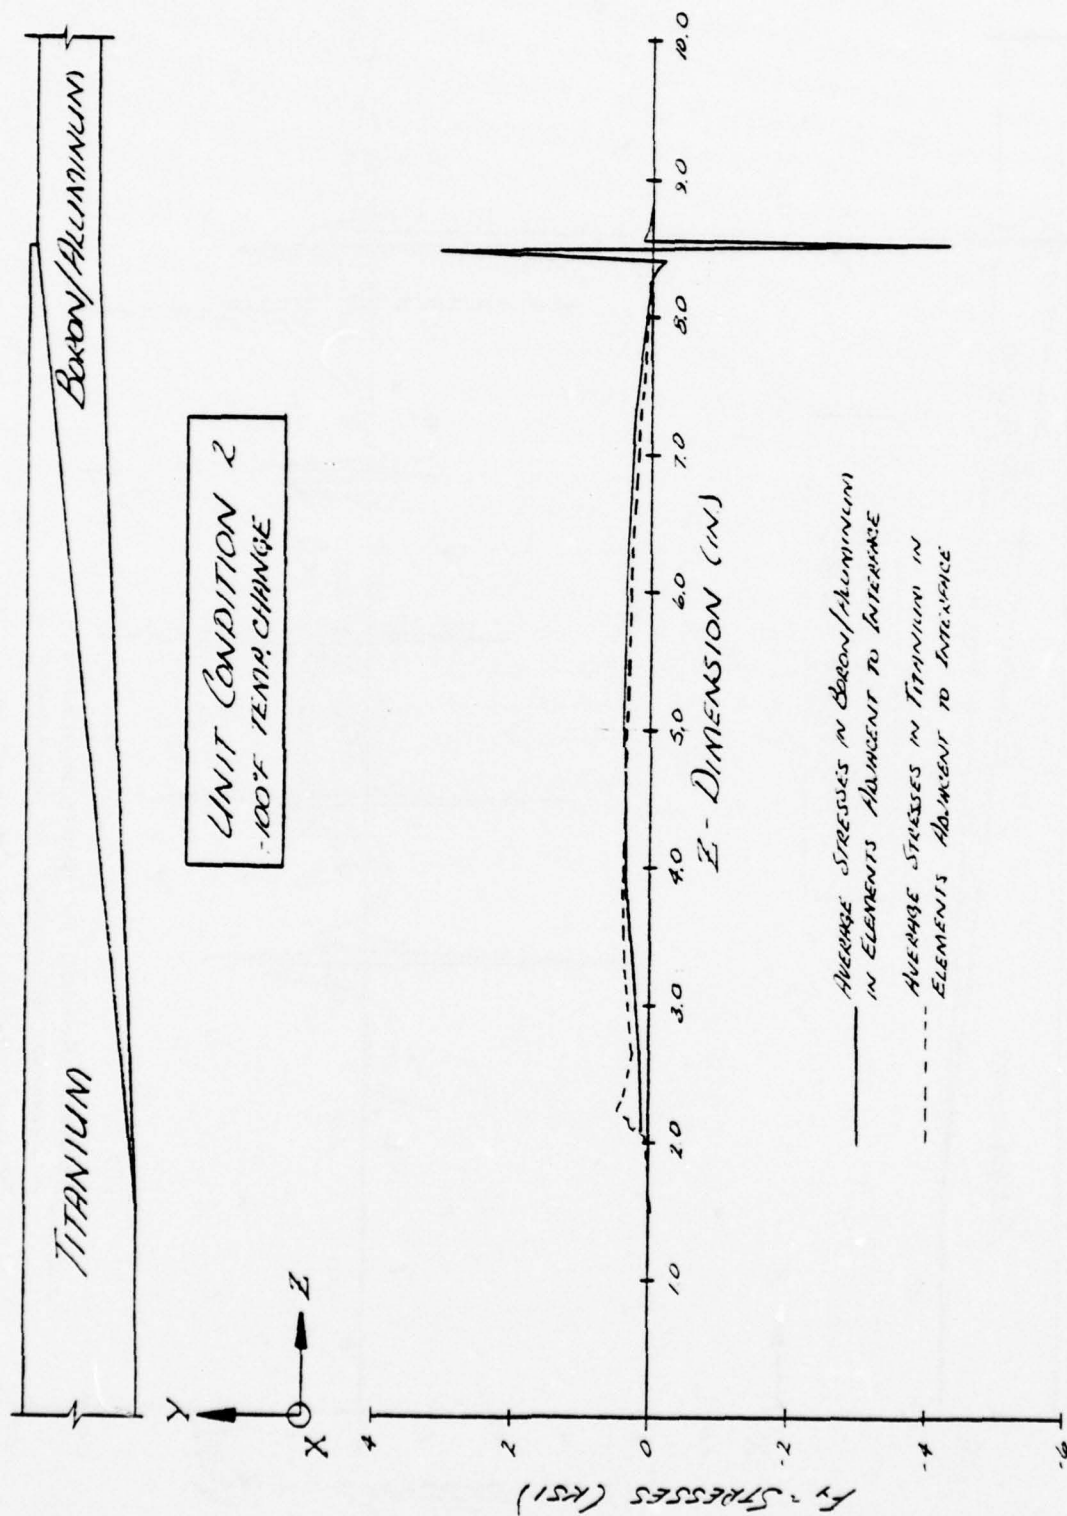 TITANIUM
BORON/ALUMINUM
UNIT CONDITION 2
-100°F TEMP. CHANGE
Y
X
Z
4
2
0
-2
-4
-6
FY - STRESSES (KSI)
1.0
2.0
3.0
4.0
5.0
6.0
7.0
8.0
9.0
10.0
Z - DIMENSION (IN.)
AVERAGE STRESSES IN BORON/ALUMINUM
IN ELEMENTS ADJACENT TO INTERFACE
AVERAGE STRESSES IN TITANIUM IN
ELEMENTS ADJACENT TO INTERFACE